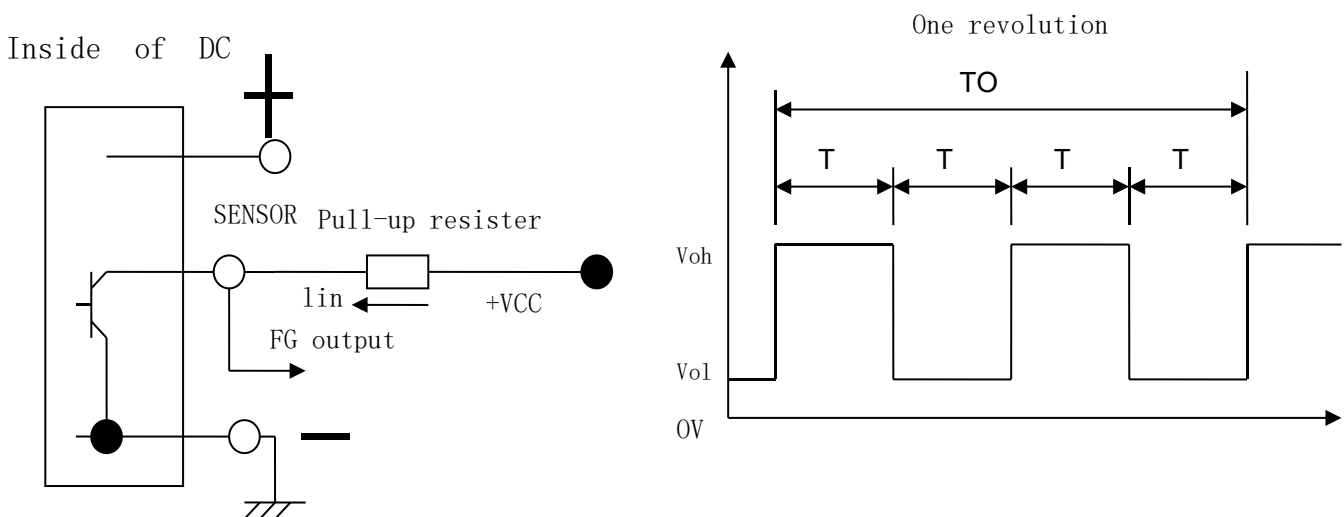 Inside of DC
SENSOR
Pull-up resister
lin
+VCC
FG output
One revolution
TO
T T T T
Voh
Vol
OV